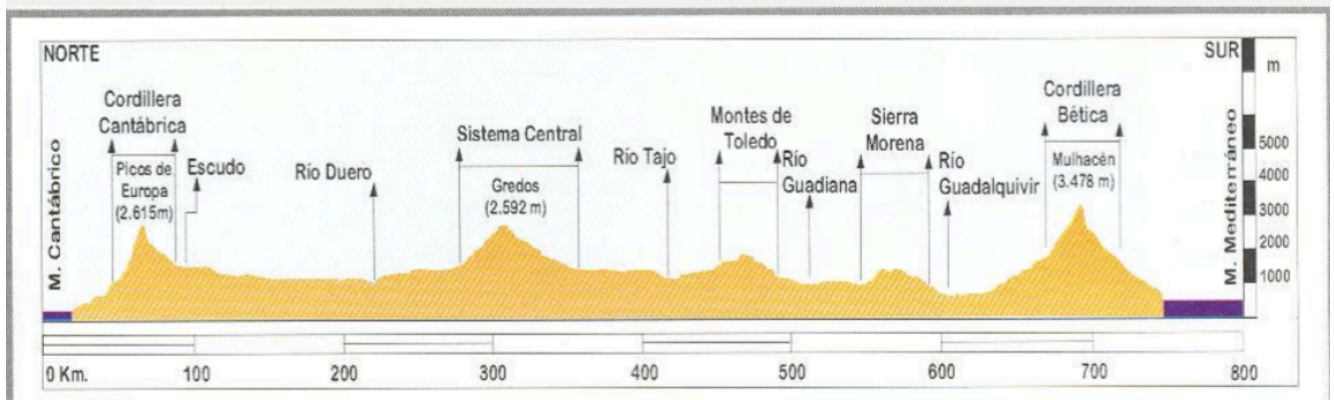 NORTE
SUR
m
Cordillera
Cantábrica
Picos de
Europa
(2.615m)
Escudo
Río Duero
Sistema Central
Gredos
(2.592 m)
Río Tajo
Montes de
Toledo
Río
Guadiana
Sierra
Morena
Río
Guadalquivir
Cordillera
Bética
Mulhacén
(3.478 m)
M. Cantábrico
M. Mediterráneo
5000
4000
3000
2000
1000
0 Km.
100
200
300
400
500
600
700
800